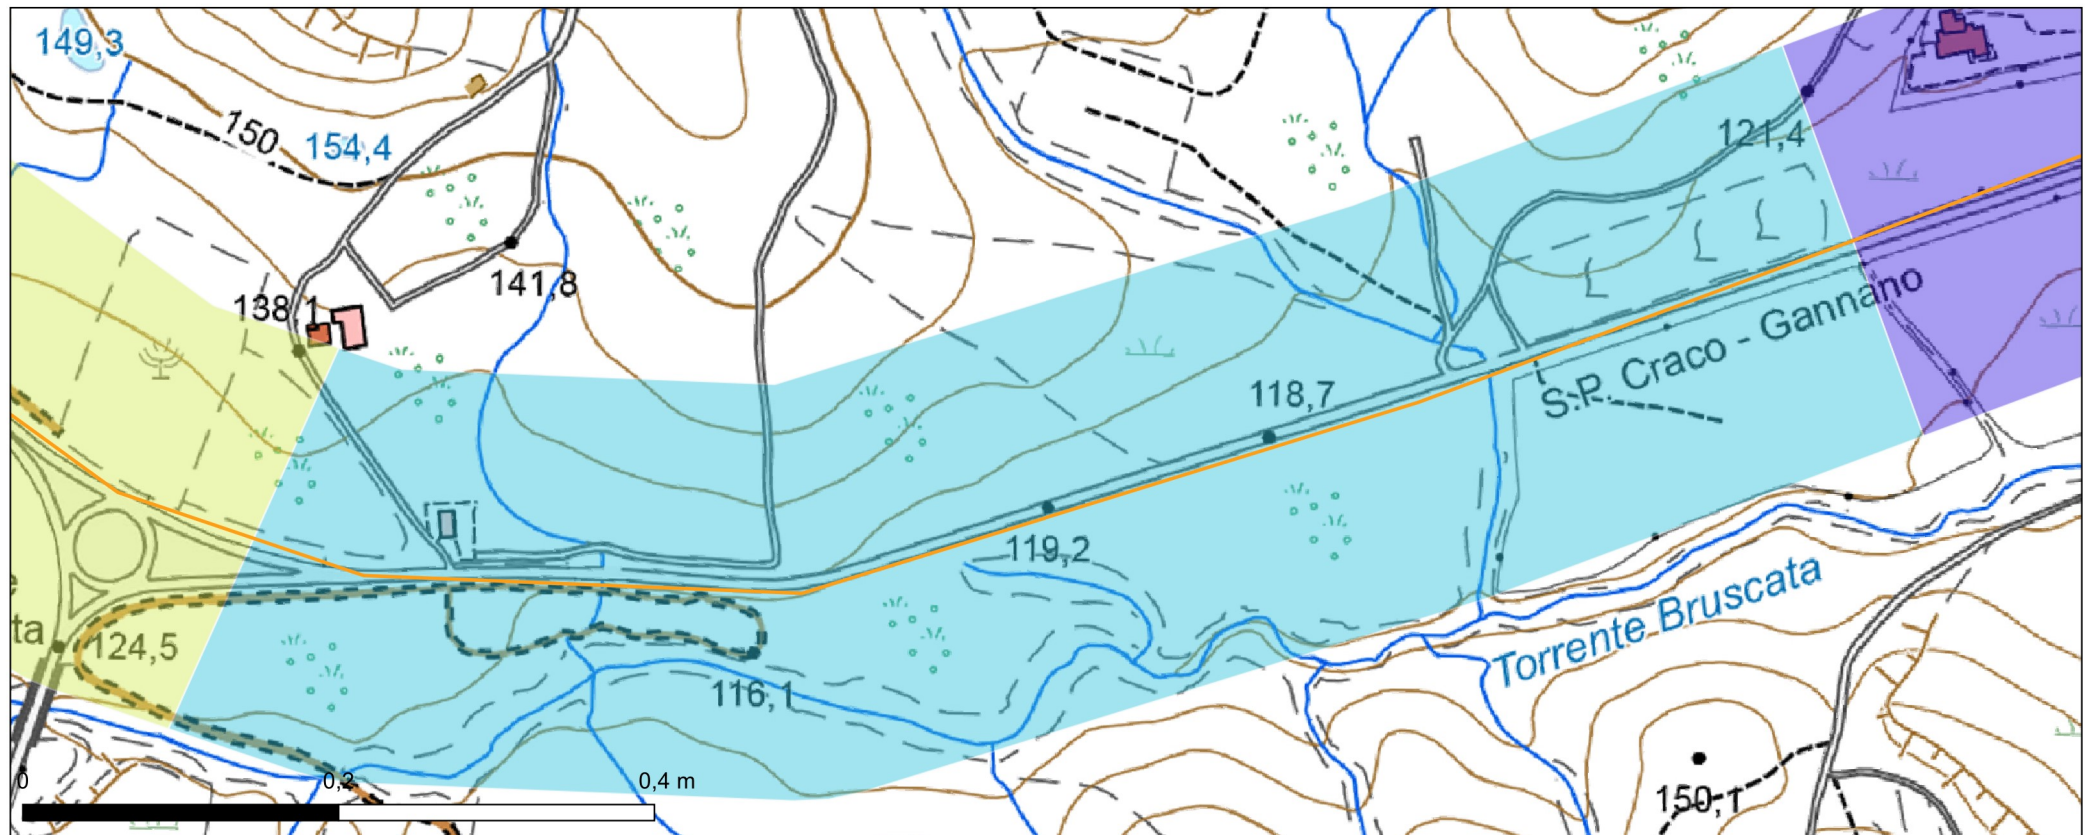 149,3
150
154,4
121,4
141,8
138,1
S.P. Craco - Gannano
118,7
119,2
Torrente Bruscata
ta
124,5
116,1
0 0,2 0,4 m
150,1